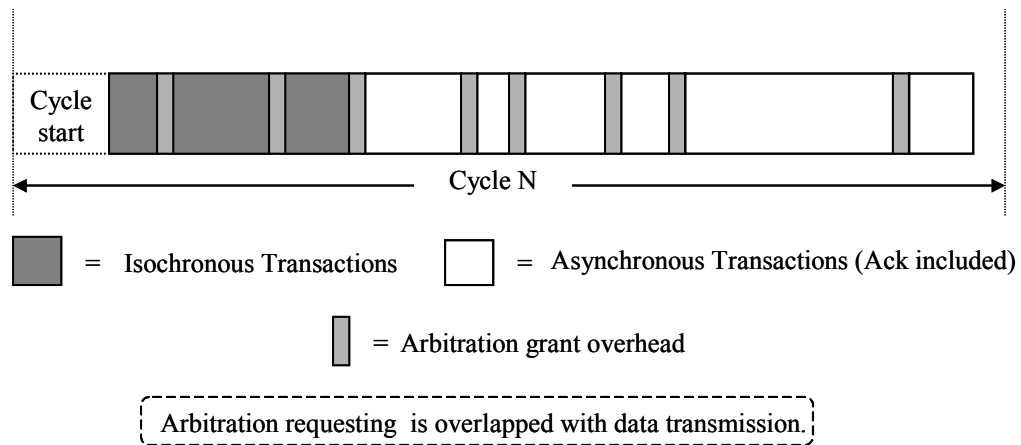 Cycle
start
Cycle N
= Isochronous Transactions
= Asynchronous Transactions (Ack included)
= Arbitration grant overhead
Arbitration requesting is overlapped with data transmission.